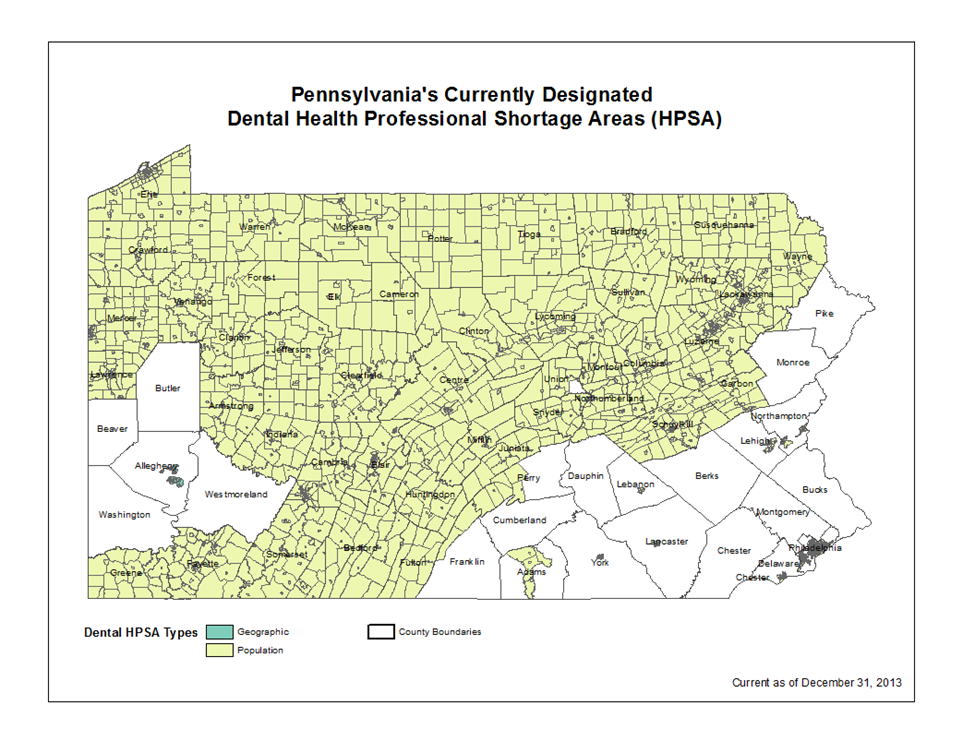 Pennsylvania's Currently Designated
Dental Health Professional Shortage Areas (HPSA)
Erie
Warren
McKean
Potter
Tioga
Bradford
Susquehanna
Crawford
Wayne
Forest
Wyoming
Elk
Cameron
Sullivan
Lackawanna
Venango
Mercer
Lycoming
Pike
Clinton
Clarion
Jefferson
Luzerne
Monroe
Montour
Columbia
Lawrence
Clearfield
Centre
Union
Carbon
Butler
Northumberland
Armstrong
Snyder
Northampton
Beaver
Schuylkill
Indiana
Mifflin
Lehigh
Juniata
Allegheny
Cambria
Blair
Perry
Dauphin
Lebanon
Berks
Westmoreland
Huntingdon
Bucks
Washington
Cumberland
Montgomery
Lancaster
Philadelphia
Somerset
Bedford
Chester
Fayette
Fulton
Franklin
York
Delaware
Greene
Adams
Chester
Dental HPSA Types
Geographic
County Boundaries
Population
Current as of December 31, 2013